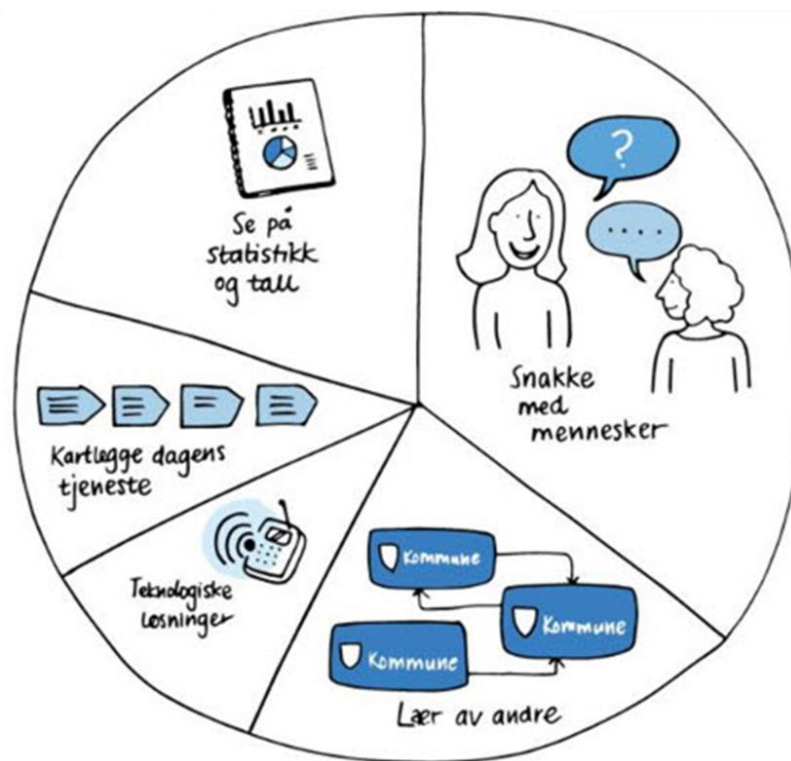 Se på
statistikk
og tall
?
....
Snakke
med
mennesker
Kartlegge dagens
tjeneste
Teknologiske
løsninger
Kommune
Kommune
Kommune
Lær av andre